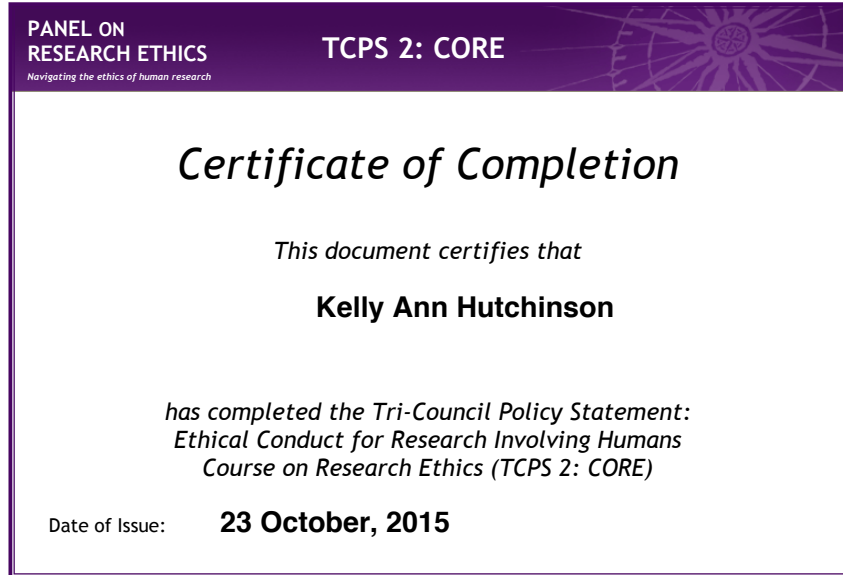 PANEL ON
RESEARCH ETHICS
Navigating the ethics of human research
TCPS 2: CORE
Certificate of Completion
This document certifies that
Kelly Ann Hutchinson
has completed the Tri-Council Policy Statement:
Ethical Conduct for Research Involving Humans
Course on Research Ethics (TCPS 2: CORE)
Date of Issue: 23 October, 2015